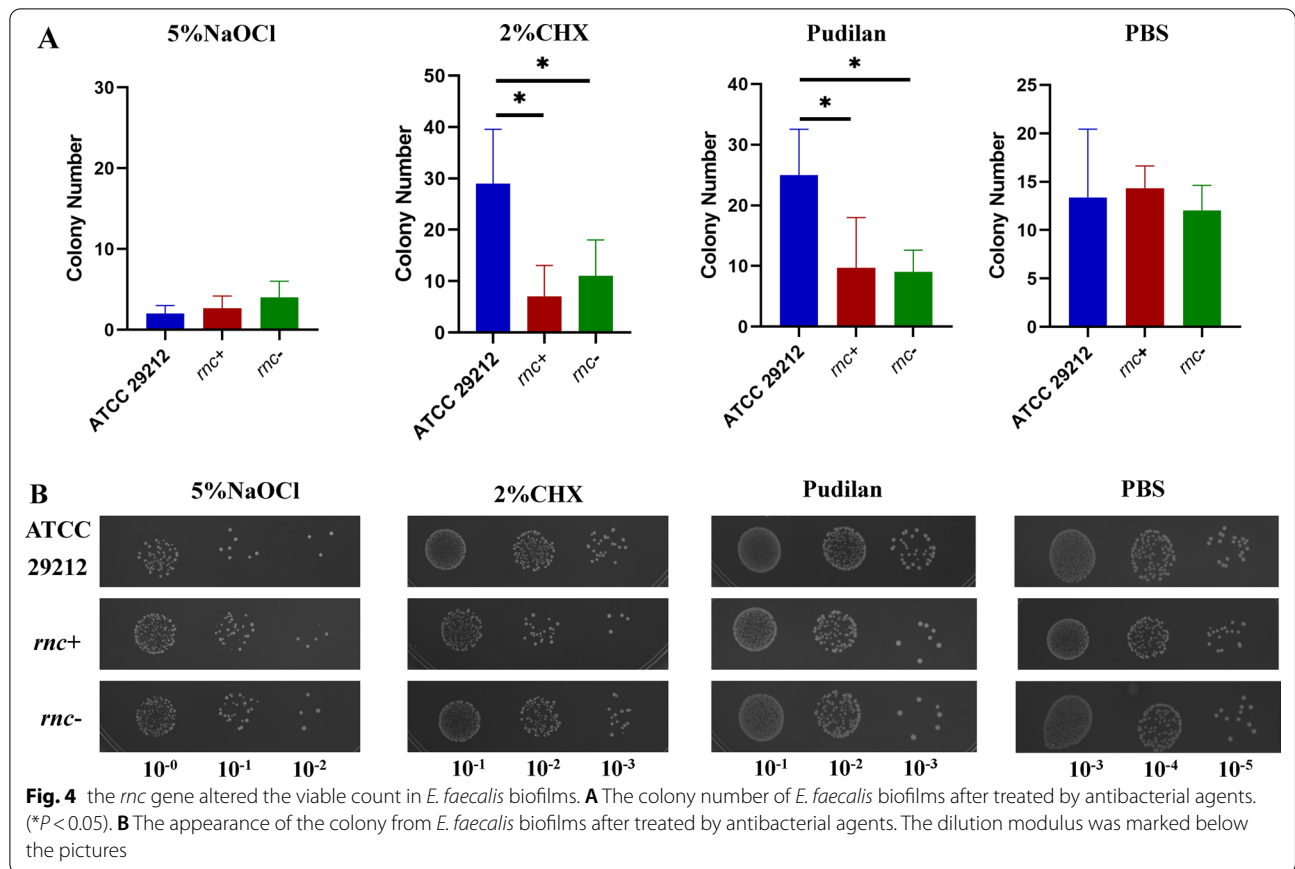 A
5%NaOCl
2%CHX
Pudilan
PBS
Colony Number
30
20
10
0
ATCC 29212
rnc+
rnc-
Colony Number
50
40
30
20
10
0
*
*
ATCC 29212
rnc+
rnc-
Colony Number
40
30
20
10
0
*
*
ATCC 29212
rnc+
rnc-
Colony Number
25
20
15
10
5
0
ATCC 29212
rnc+
rnc-
B
5%NaOCl
2%CHX
Pudilan
PBS
ATCC
29212
rnc+
rnc-
10⁻⁰ 10⁻¹ 10⁻² 10⁻¹ 10⁻² 10⁻³ 10⁻¹ 10⁻² 10⁻³ 10⁻³ 10⁻⁴ 10⁻⁵
Fig. 4 the rnc gene altered the viable count in E. faecalis biofilms. A The colony number of E. faecalis biofilms after treated by antibacterial agents.
(*P < 0.05). B The appearance of the colony from E. faecalis biofilms after treated by antibacterial agents. The dilution modulus was marked below
the pictures